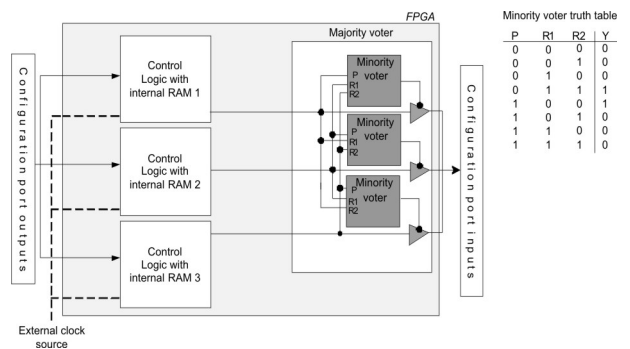 FPGA
Minority voter truth table
P R1 R2 Y
0 0 0 0
0 0 1 0
0 1 0 0
0 1 1 1
1 0 0 1
1 0 1 0
1 1 0 0
1 1 1 0
Configuration port outputs
Control
Logic with
internal RAM 1
Control
Logic with
internal RAM 2
Control
Logic with
internal RAM 3
Majority voter
Minority
voter
P
R1
R2
Minority
voter
P
R1
R2
Minority
voter
P
R1
R2
Configuration port inputs
External clock
source